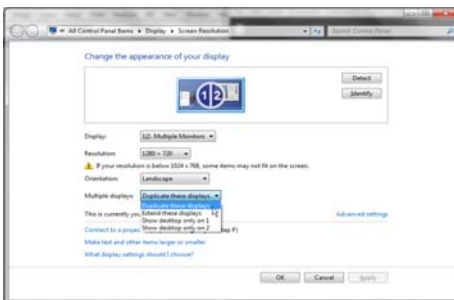 All Control Panel Items ▸ Display ▸ Screen Resolution
Search Control Panel
Change the appearance of your display
1|2
Detect
Identify
Display: 1|2. Multiple Monitors
Resolution: 1280 × 720
If your resolution is below 1024 x 768, some items may not fit on the screen.
Orientation: Landscape
Multiple displays: Duplicate these displays
Duplicate these displays
This is currently you
Extend these displays
Advanced settings
Show desktop only on 1
Connect to a projec
tap P)
Show desktop only on 2
Make text and other items larger or smaller
What display settings should I choose?
OK
Cancel
Apply